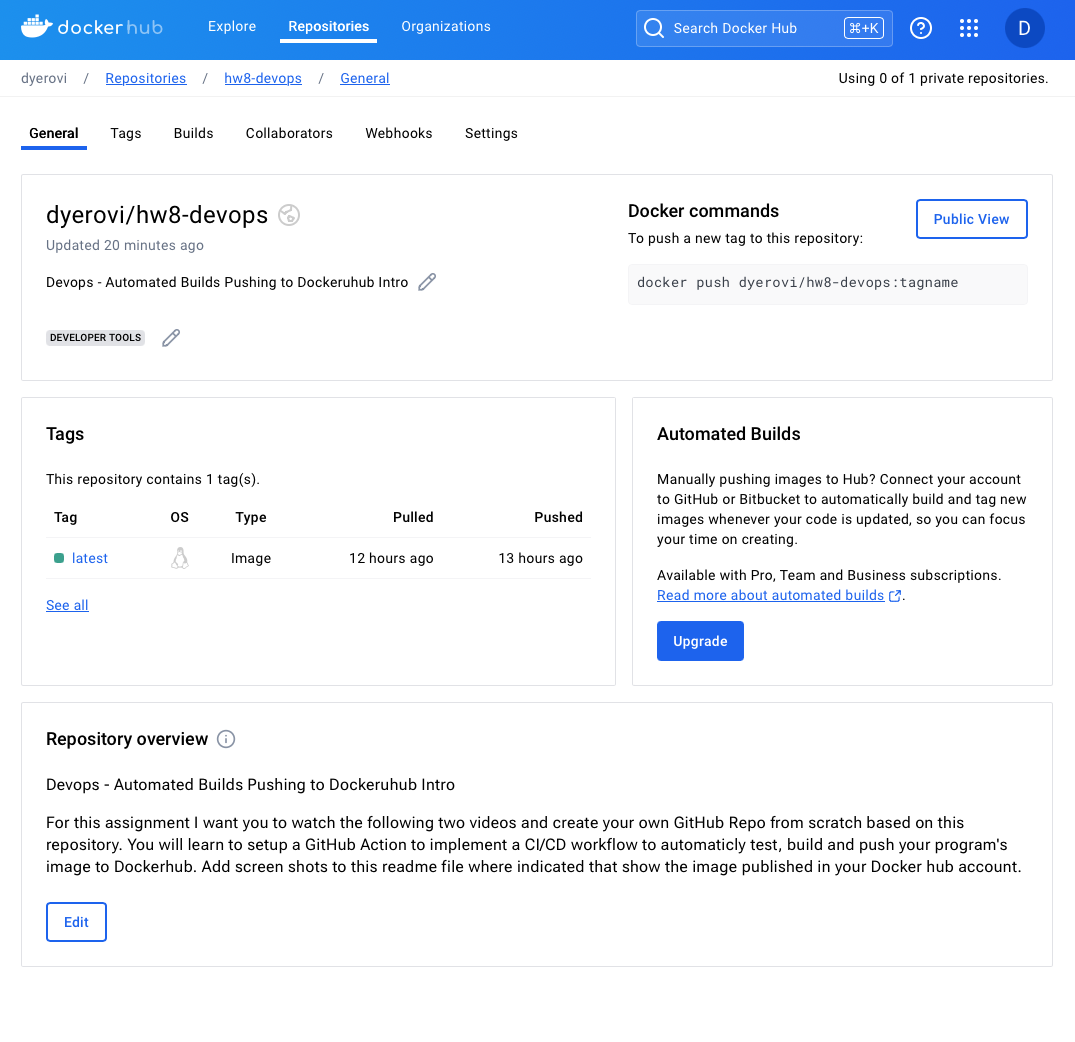 dockerhub Explore Repositories Organizations Search Docker Hub ⌘+K ? D
dyerovi / Repositories / hw8-devops / General Using 0 of 1 private repositories.
General Tags Builds Collaborators Webhooks Settings
dyerovi/hw8-devops
Updated 20 minutes ago
Devops - Automated Builds Pushing to Dockeruhub Intro
DEVELOPER TOOLS
Docker commands
Public View
To push a new tag to this repository:
docker push dyerovi/hw8-devops:tagname
Tags
This repository contains 1 tag(s).
Tag OS Type Pulled Pushed
latest Image 12 hours ago 13 hours ago
See all
Automated Builds
Manually pushing images to Hub? Connect your account
to GitHub or Bitbucket to automatically build and tag new
images whenever your code is updated, so you can focus
your time on creating.
Available with Pro, Team and Business subscriptions.
Read more about automated builds .
Upgrade
Repository overview
Devops - Automated Builds Pushing to Dockeruhub Intro
For this assignment I want you to watch the following two videos and create your own GitHub Repo from scratch based on this
repository. You will learn to setup a GitHub Action to implement a CI/CD workflow to automaticly test, build and push your program's
image to Dockerhub. Add screen shots to this readme file where indicated that show the image published in your Docker hub account.
Edit